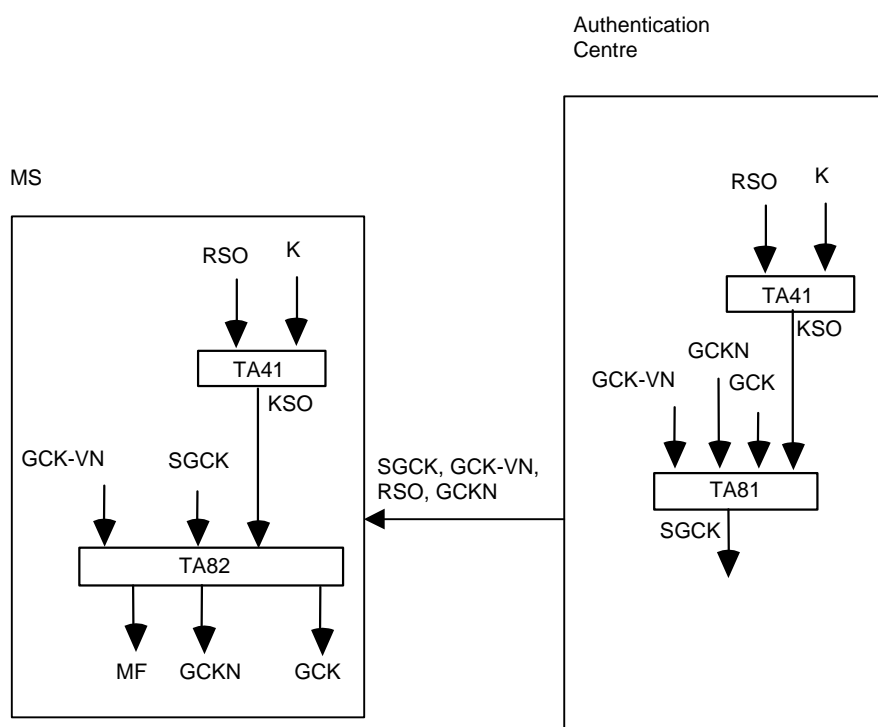 Authentication
Centre
MS
RSO
K
TA41
KSO
GCK-VN
SGCK
TA82
MF
GCKN
GCK
SGCK, GCK-VN,
RSO, GCKN
RSO
K
TA41
KSO
GCKN
GCK-VN
GCK
TA81
SGCK